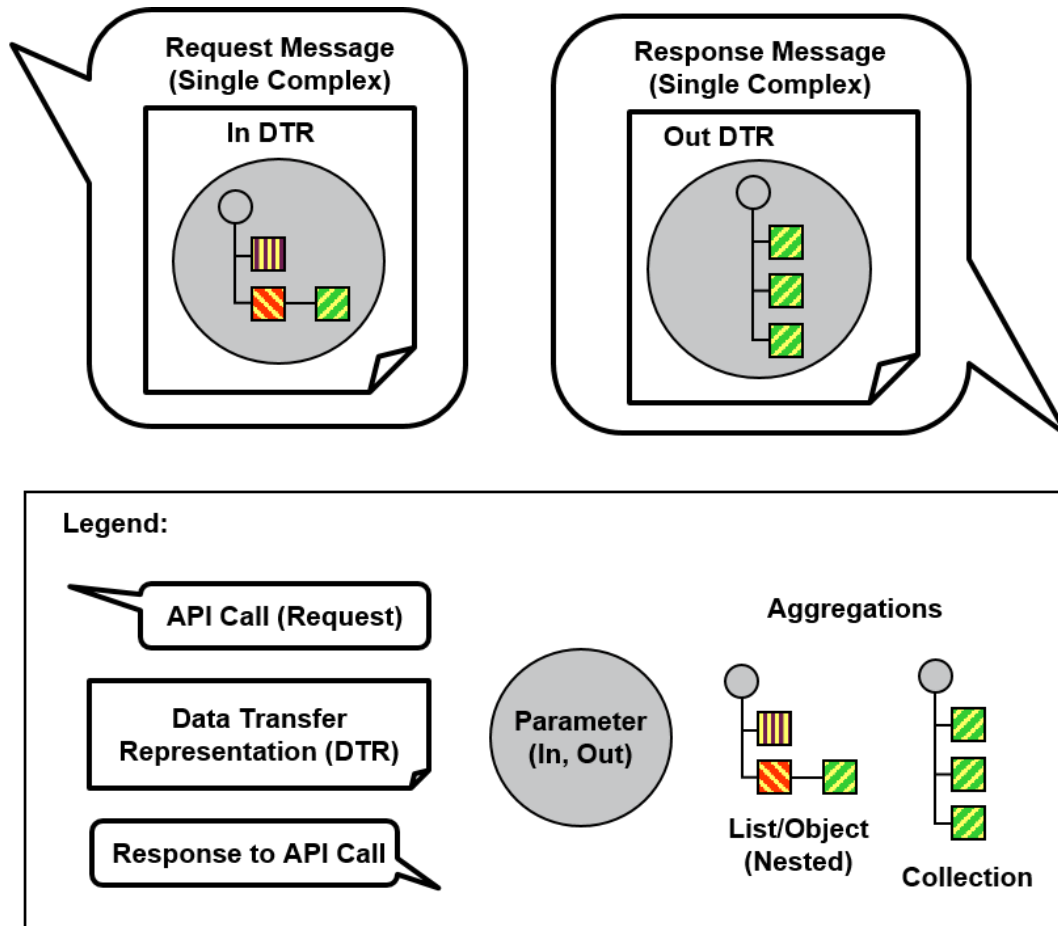 Request Message
(Single Complex)
In DTR
Response Message
(Single Complex)
Out DTR
Legend:
API Call (Request)
Data Transfer
Representation (DTR)
Response to API Call
Parameter
(In, Out)
Aggregations
List/Object
(Nested)
Collection